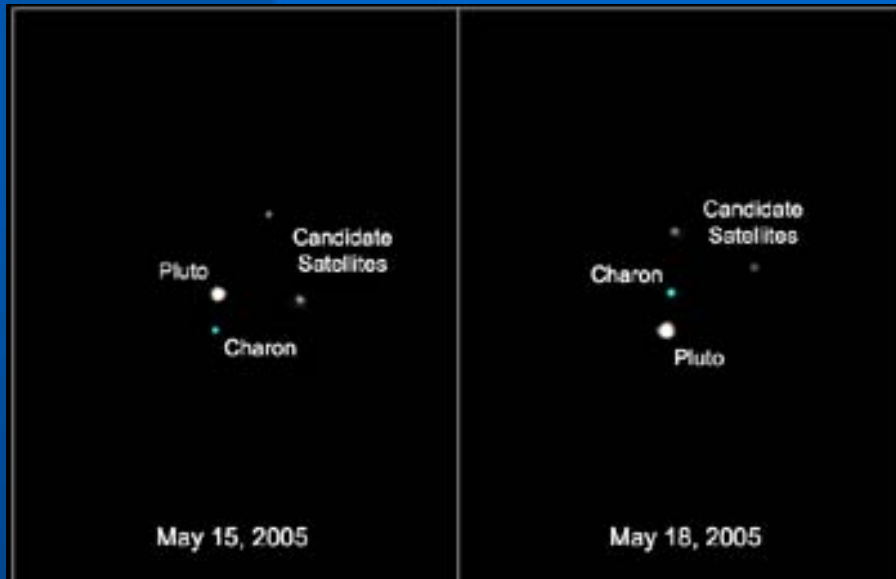 Pluto
Candidate
Satellites
Charon
May 15, 2005
Candidate
Satellites
Charon
Pluto
May 18, 2005